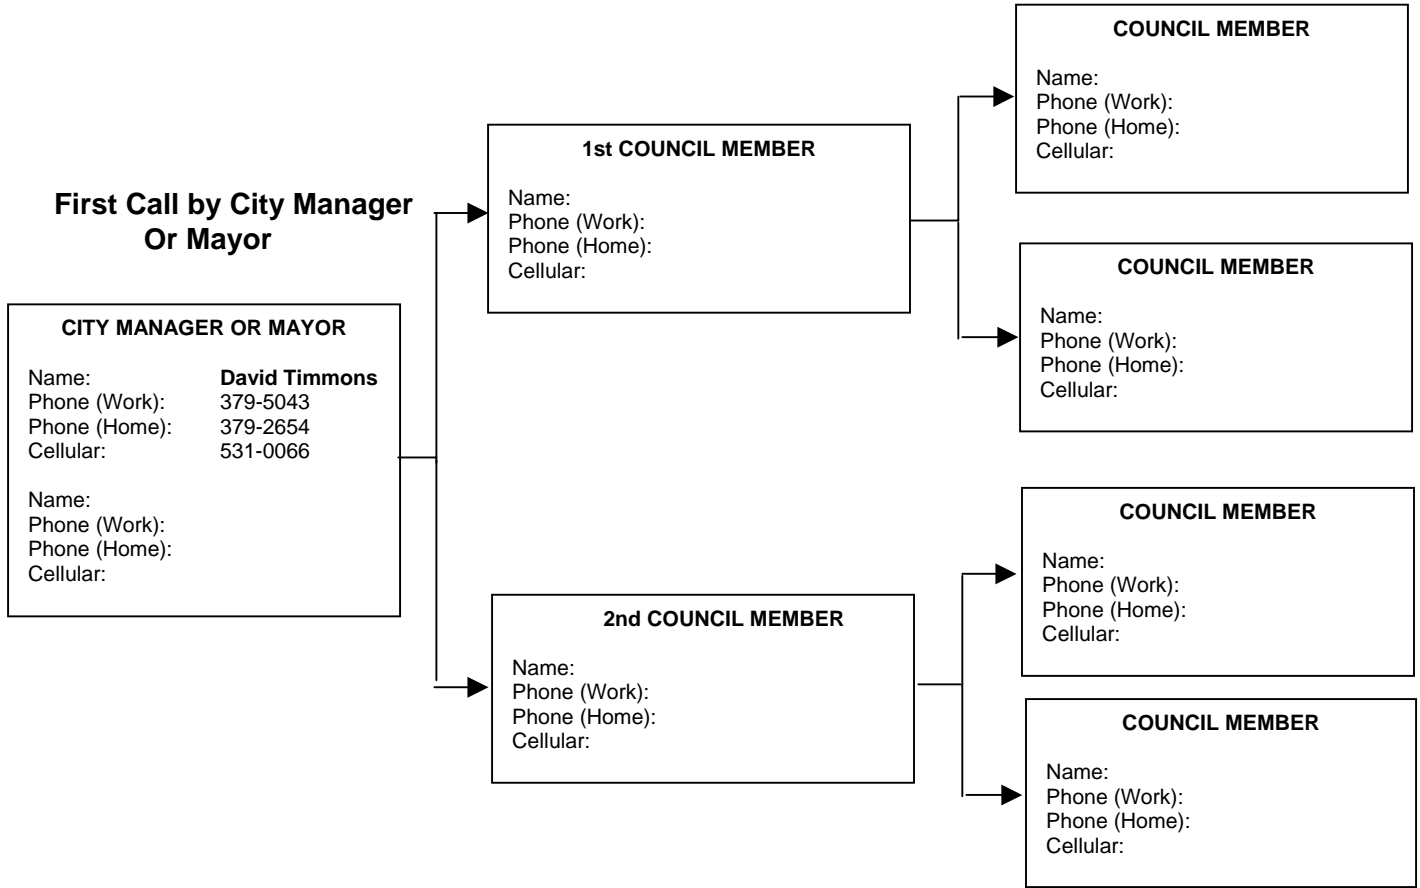 First Call by City Manager
Or Mayor
CITY MANAGER OR MAYOR
Name: David Timmons
Phone (Work): 379-5043
Phone (Home): 379-2654
Cellular: 531-0066
Name:
Phone (Work):
Phone (Home):
Cellular:
1st COUNCIL MEMBER
Name:
Phone (Work):
Phone (Home):
Cellular:
2nd COUNCIL MEMBER
Name:
Phone (Work):
Phone (Home):
Cellular:
COUNCIL MEMBER
Name:
Phone (Work):
Phone (Home):
Cellular:
COUNCIL MEMBER
Name:
Phone (Work):
Phone (Home):
Cellular:
COUNCIL MEMBER
Name:
Phone (Work):
Phone (Home):
Cellular:
COUNCIL MEMBER
Name:
Phone (Work):
Phone (Home):
Cellular: